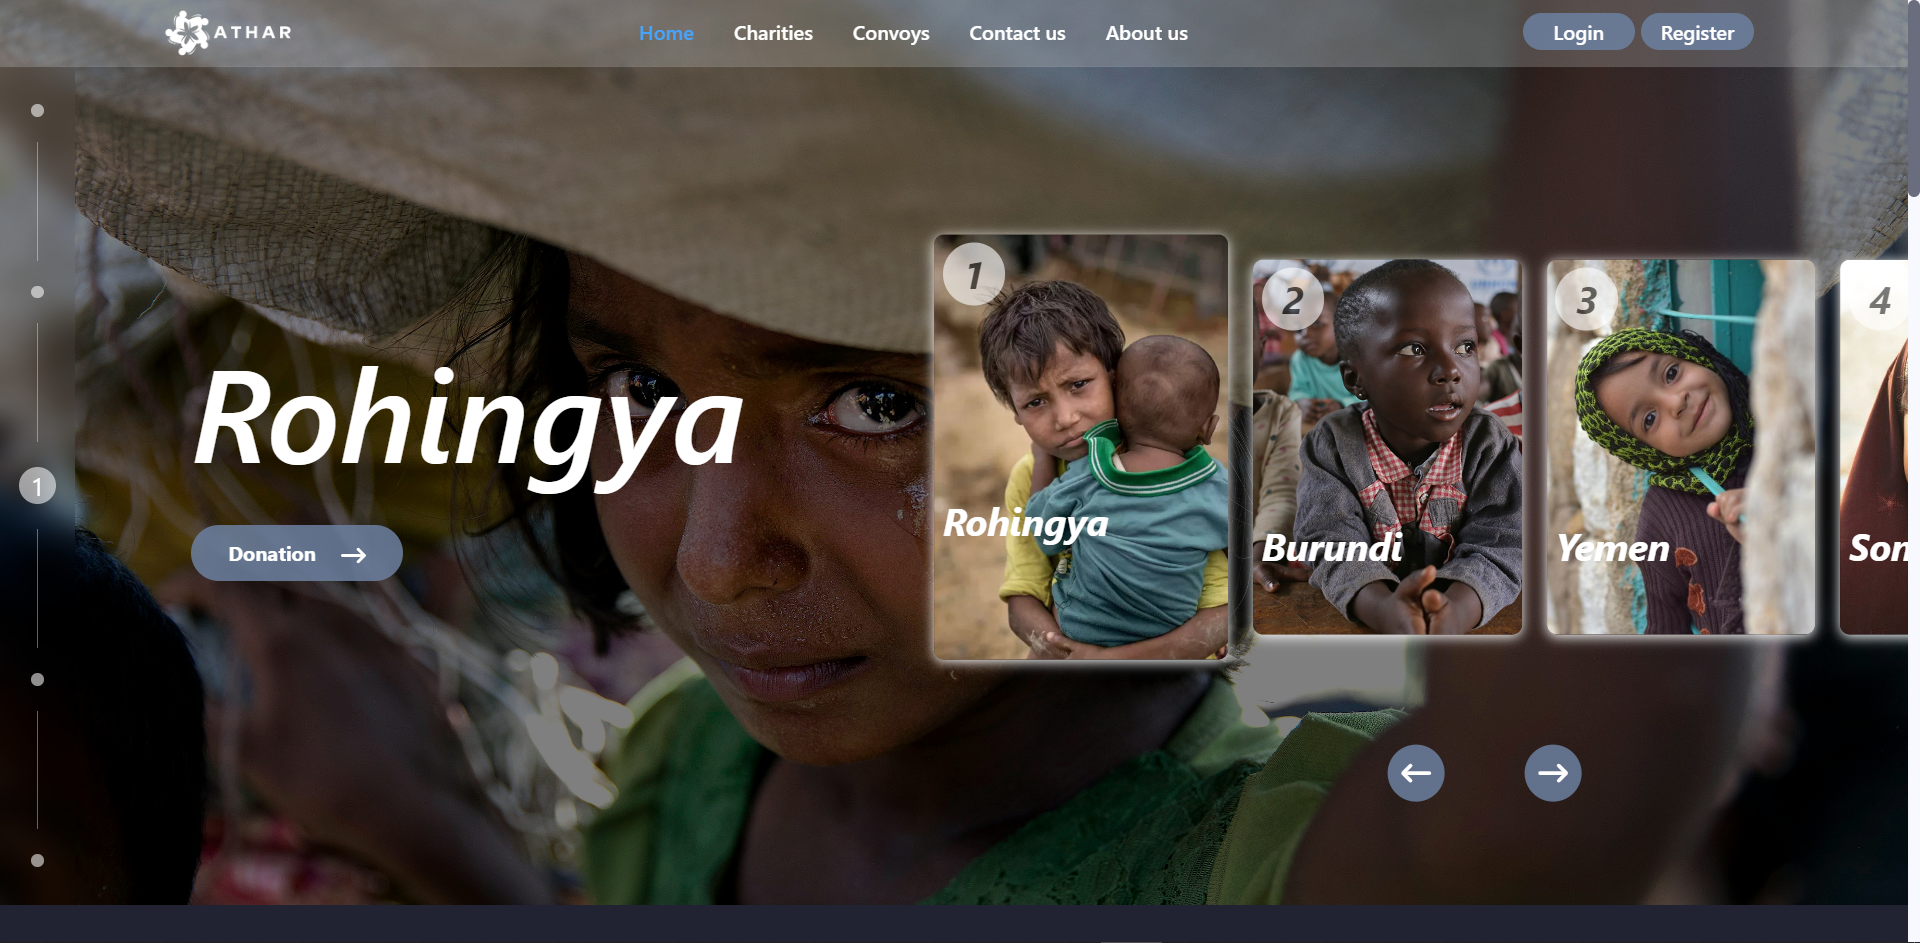 ATHAR
Home
Charities
Convoys
Contact us
About us
Login
Register
1
Rohingya
Donation
1
Rohingya
2
Burundi
3
Yemen
4